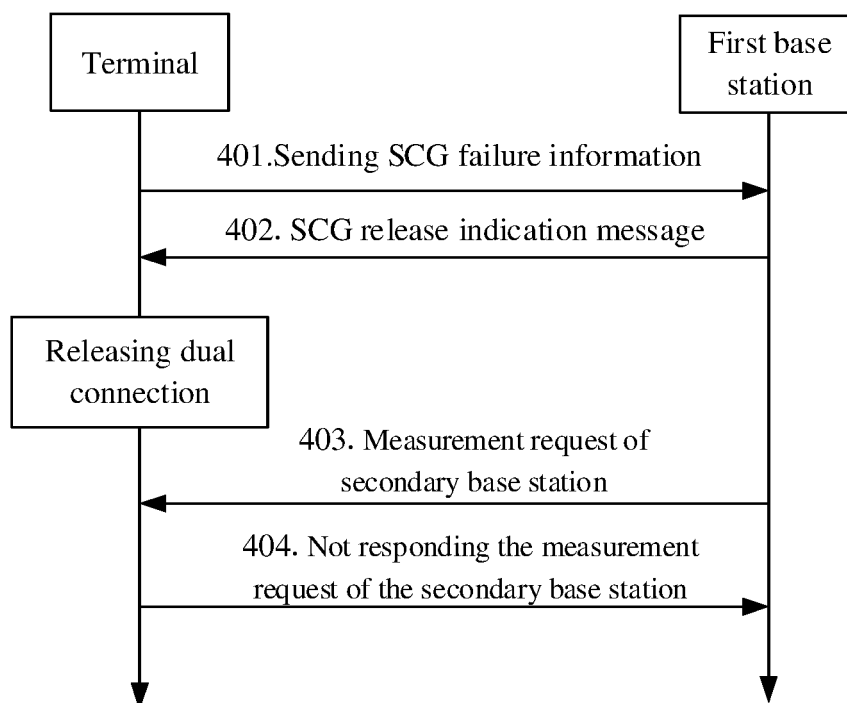 Terminal
First base
station
401.Sending SCG failure information
402. SCG release indication message
Releasing dual
connection
403. Measurement request of
secondary base station
404. Not responding the measurement
request of the secondary base station